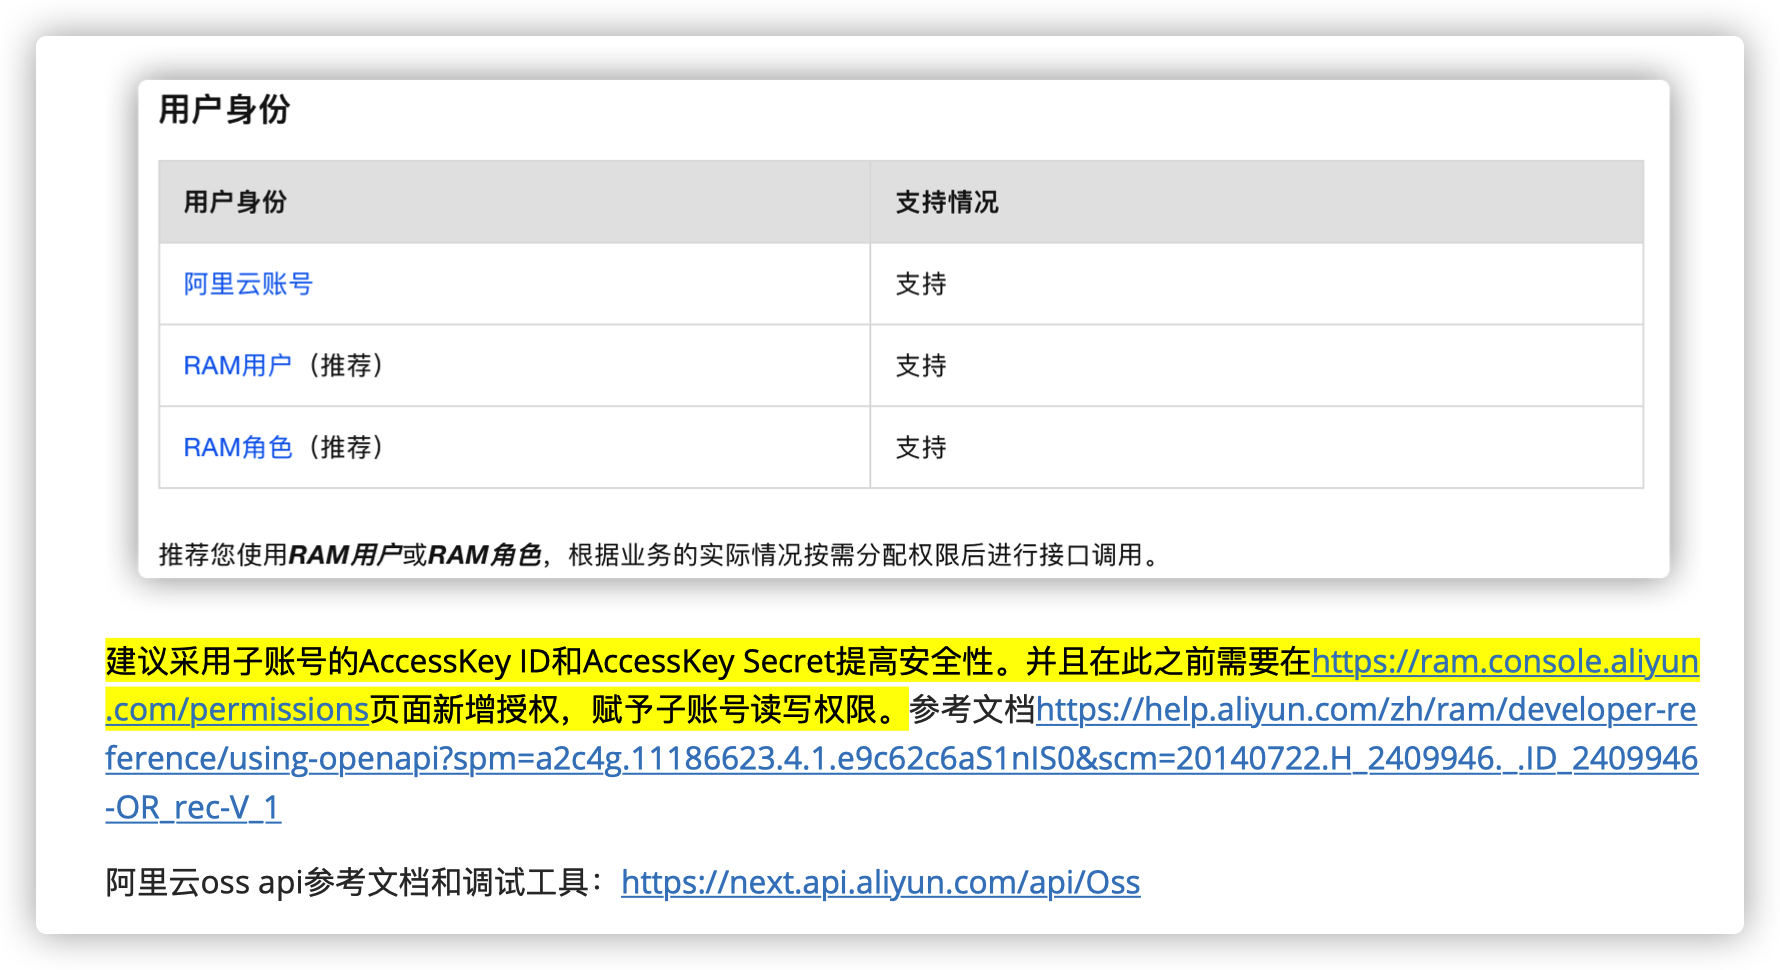 用户身份
用户身份 支持情况
阿里云账号 支持
RAM用户（推荐） 支持
RAM角色（推荐） 支持
推荐您使用RAM用户或RAM角色，根据业务的实际情况按需分配权限后进行接口调用。
建议采用子账号的AccessKey ID和AccessKey Secret提高安全性。并且在此之前需要在https://ram.console.aliyun
.com/permissions页面新增授权，赋予子账号读写权限。参考文档https://help.aliyun.com/zh/ram/developer-re
ference/using-openapi?spm=a2c4g.11186623.4.1.e9c62c6aS1nIS0&scm=20140722.H_2409946._.ID_2409946
-OR_rec-V_1
阿里云oss api参考文档和调试工具：https://next.api.aliyun.com/api/Oss